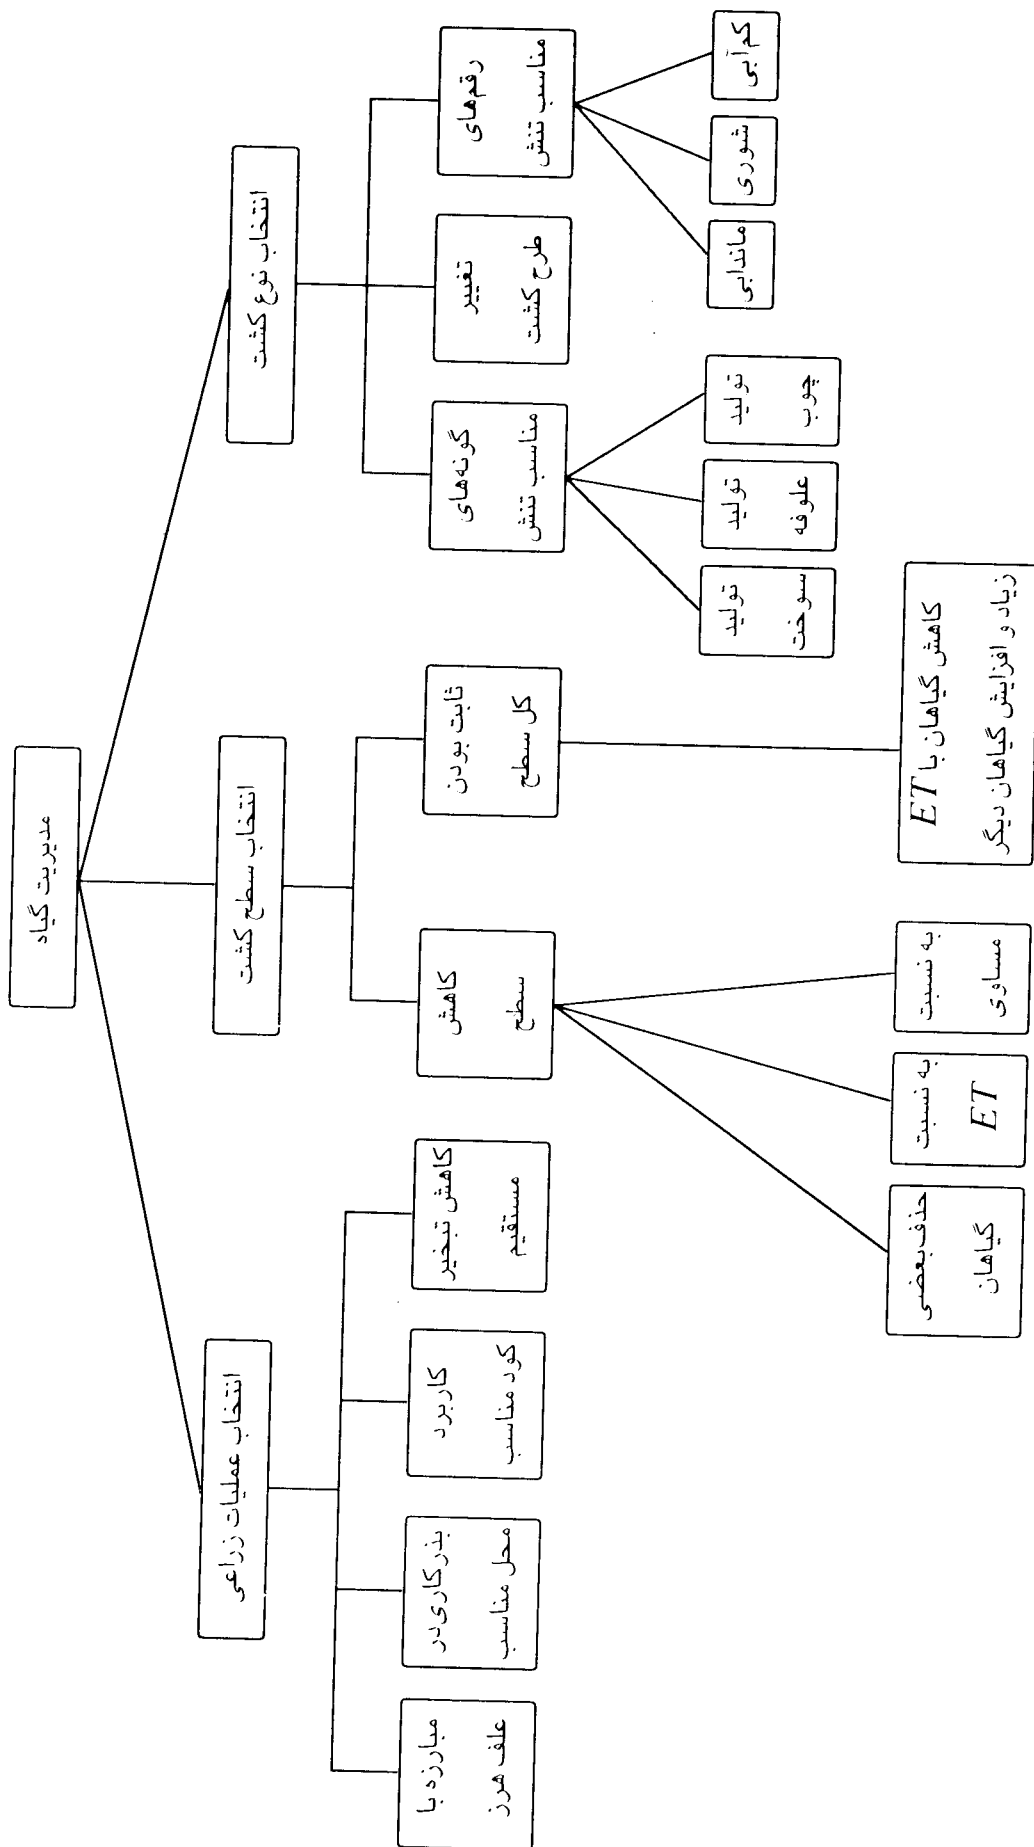 مدیریت گیاه
انتخاب نوع کشت
انتخاب سطح کشت
انتخاب عملیات زراعی
رقم‌های
مناسب تنش
تغییر
طرح کشت
گونه‌های
مناسب تنش
ثابت بودن
کل سطح
کاهش
سطح
کاهش تبخیر
مستقیم
کاربرد
کود مناسب
بذرکاری در
محل مناسب
مبارزه با
علف هرز
کم‌آبی
شوری
ماندابی
تولید
چوب
تولید
علوفه
تولید
سوخت
کاهش گیاهان با ET
زیاد و افزایش گیاهان دیگر
به نسبت
مساوی
به نسبت
ET
حذف بعضی
گیاهان